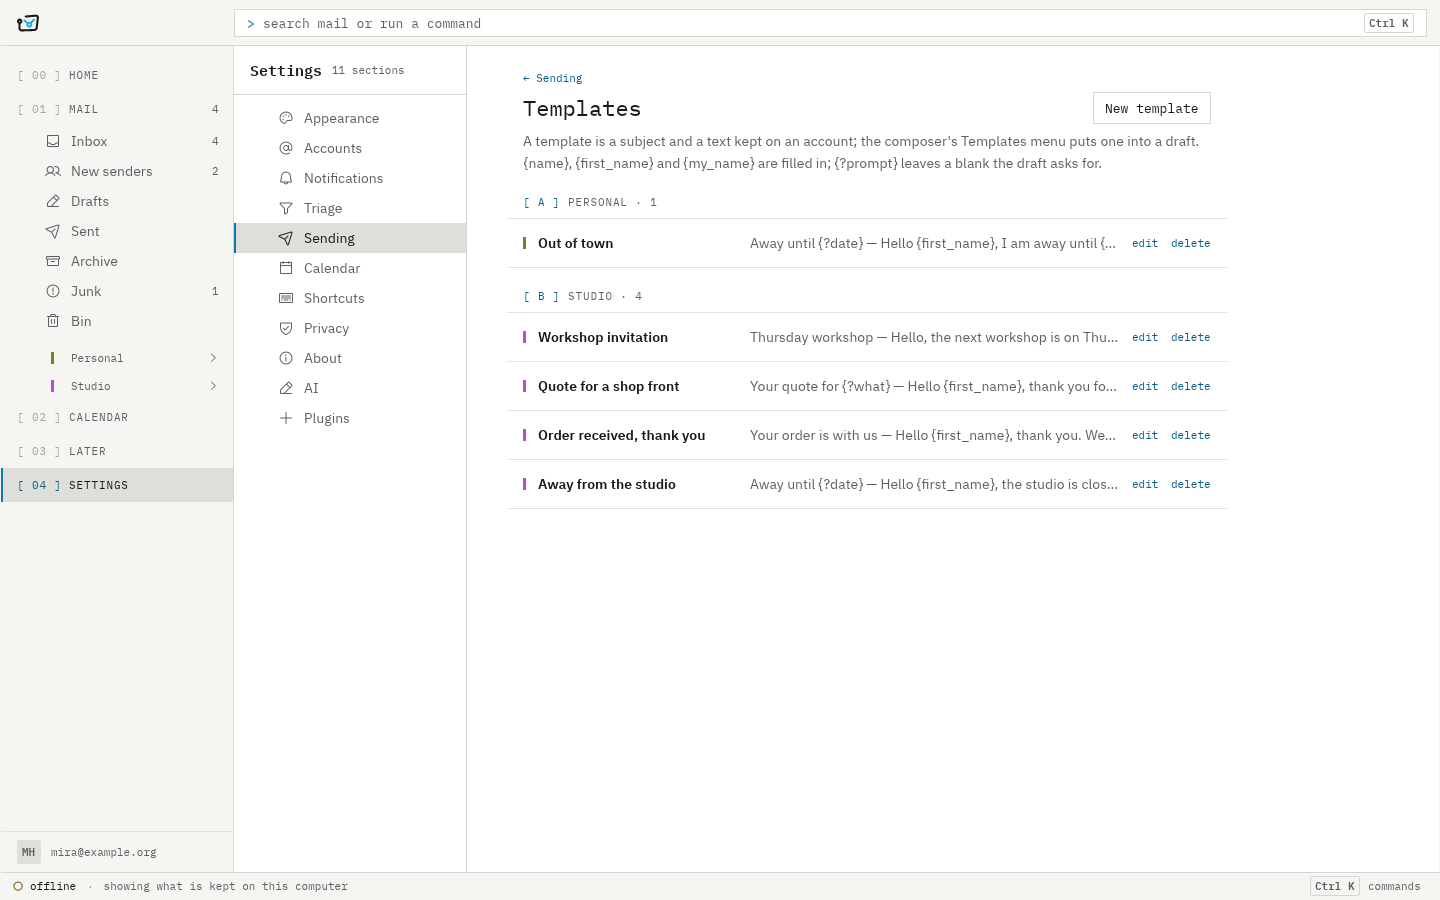 > search mail or run a command
Ctrl K
[ 00 ] HOME
[ 01 ] MAIL 4
Inbox 4
New senders 2
Drafts
Sent
Archive
Junk 1
Bin
Personal
Studio
[ 02 ] CALENDAR
[ 03 ] LATER
[ 04 ] SETTINGS
MH mira@example.org
Settings 11 sections
Appearance
Accounts
Notifications
Triage
Sending
Calendar
Shortcuts
Privacy
About
AI
Plugins
← Sending
Templates
New template
A template is a subject and a text kept on an account; the composer's Templates menu puts one into a draft.
{name}, {first_name} and {my_name} are filled in; {?prompt} leaves a blank the draft asks for.
[ A ] PERSONAL · 1
Out of town Away until {?date} — Hello {first_name}, I am away until {... edit delete
[ B ] STUDIO · 4
Workshop invitation Thursday workshop — Hello, the next workshop is on Thu... edit delete
Quote for a shop front Your quote for {?what} — Hello {first_name}, thank you fo... edit delete
Order received, thank you Your order is with us — Hello {first_name}, thank you. We... edit delete
Away from the studio Away until {?date} — Hello {first_name}, the studio is clos... edit delete
offline · showing what is kept on this computer
Ctrl K commands